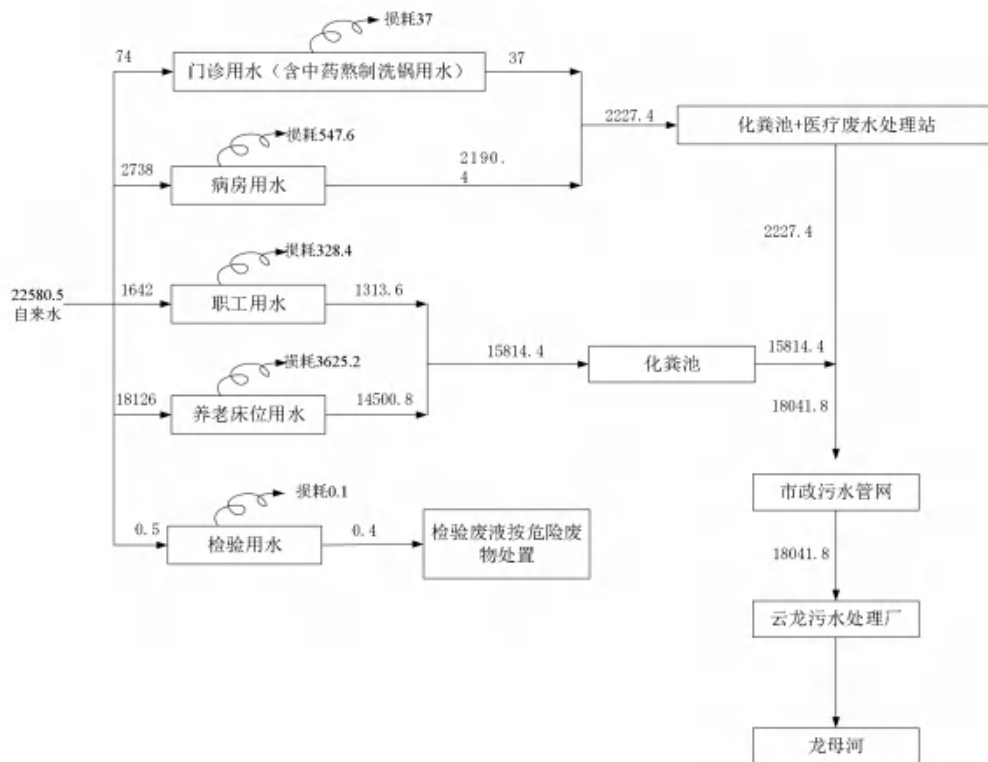 损耗37
74
门诊用水（含中药熬制洗锅用水）
37
2227.4
化粪池+医疗废水处理站
损耗547.6
2738
病房用水
2190.
4
2227.4
损耗328.4
22580.5
自来水
1642
职工用水
1313.6
15814.4
化粪池
15814.4
损耗3625.2
18126
养老床位用水
14500.8
18041.8
市政污水管网
损耗0.1
0.5
检验用水
0.4
检验废液按危险废
物处置
18041.8
云龙污水处理厂
龙母河